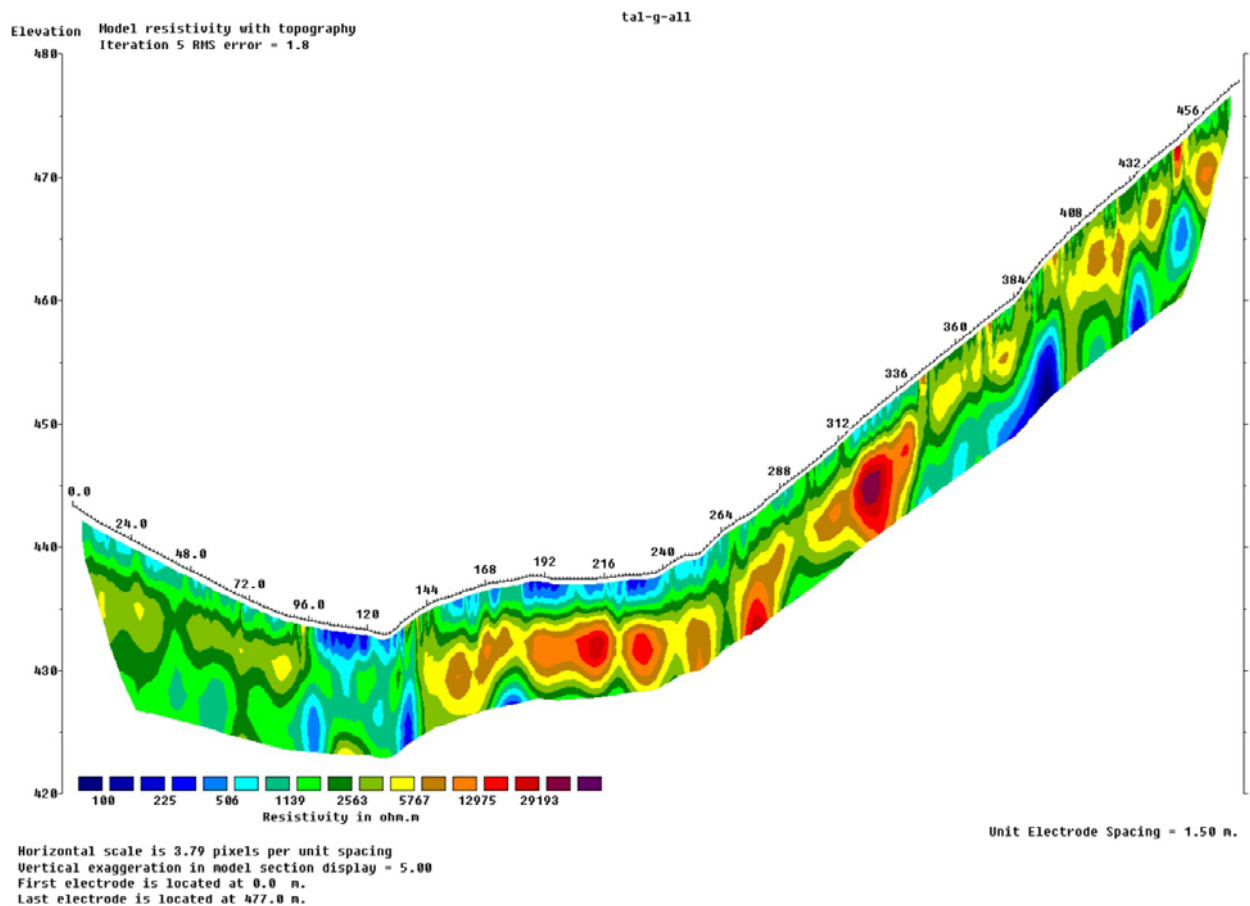 tal-g-all
Elevation
Model resistivity with topography
Iteration 5 RMS error = 1.8
480
470
460
450
440
430
420
0.0
24.0
48.0
72.0
96.0
120
144
168
192
216
240
264
288
312
336
360
384
408
432
456
100 225 506 1139 2563 5767 12975 29193
Resistivity in ohm.m
Unit Electrode Spacing = 1.50 m.
Horizontal scale is 3.79 pixels per unit spacing
Vertical exaggeration in model section display = 5.00
First electrode is located at 0.0 m.
Last electrode is located at 477.0 m.